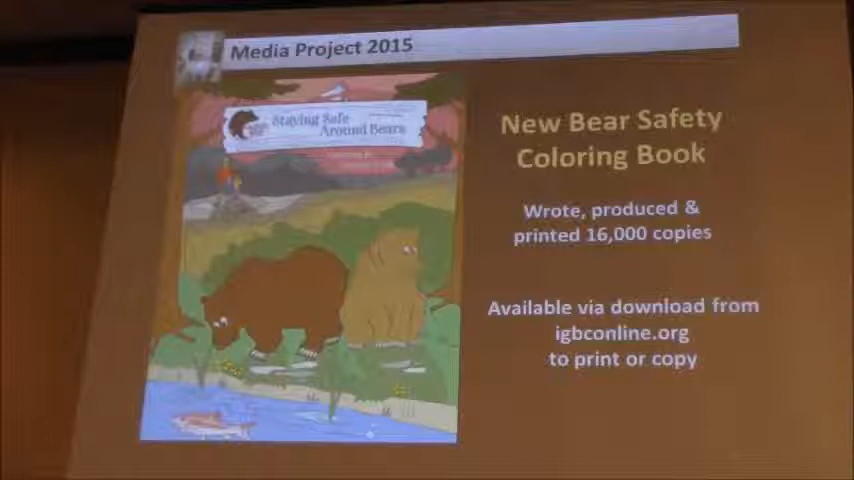 Media Project 2015
Staying Safe
Around Bears
New Bear Safety
Coloring Book
Wrote, produced &
printed 16,000 copies
Available via download from
igbconline.org
to print or copy